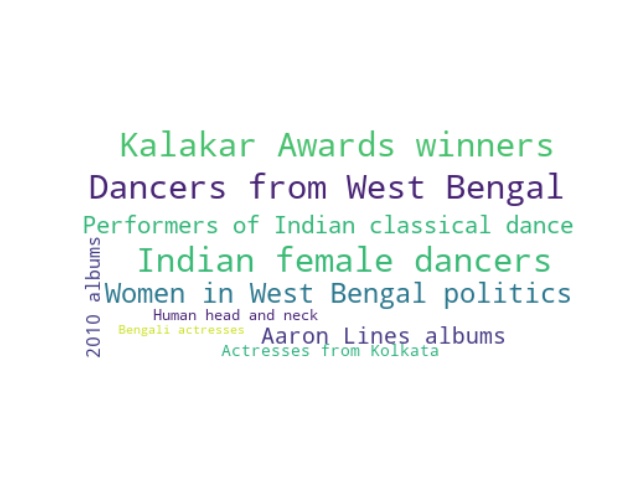 Kalakar Awards winners
Dancers from West Bengal
Performers of Indian classical dance
2010 albums
Indian female dancers
Women in West Bengal politics
Human head and neck
Bengali actresses
Aaron Lines albums
Actresses from Kolkata